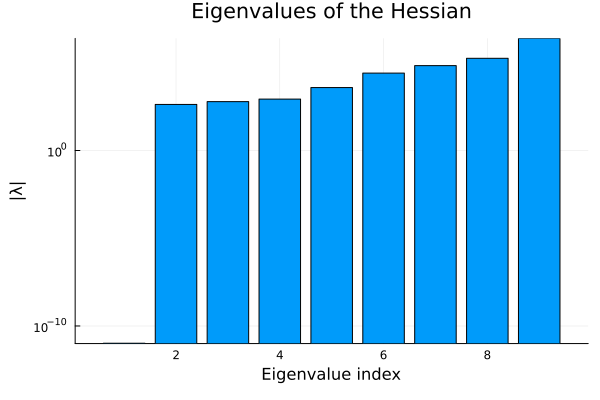 Eigenvalues of the Hessian
|λ|
10⁰
10⁻¹⁰
2 4 6 8
Eigenvalue index